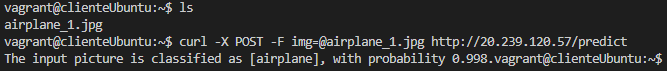 vagrant@clienteUbuntu:~$ ls
airplane_1.jpg
vagrant@clienteUbuntu:~$ curl -X POST -F img=@airplane_1.jpg http://20.239.120.57/predict
The input picture is classified as [airplane], with probability 0.998.vagrant@clienteUbuntu:~$